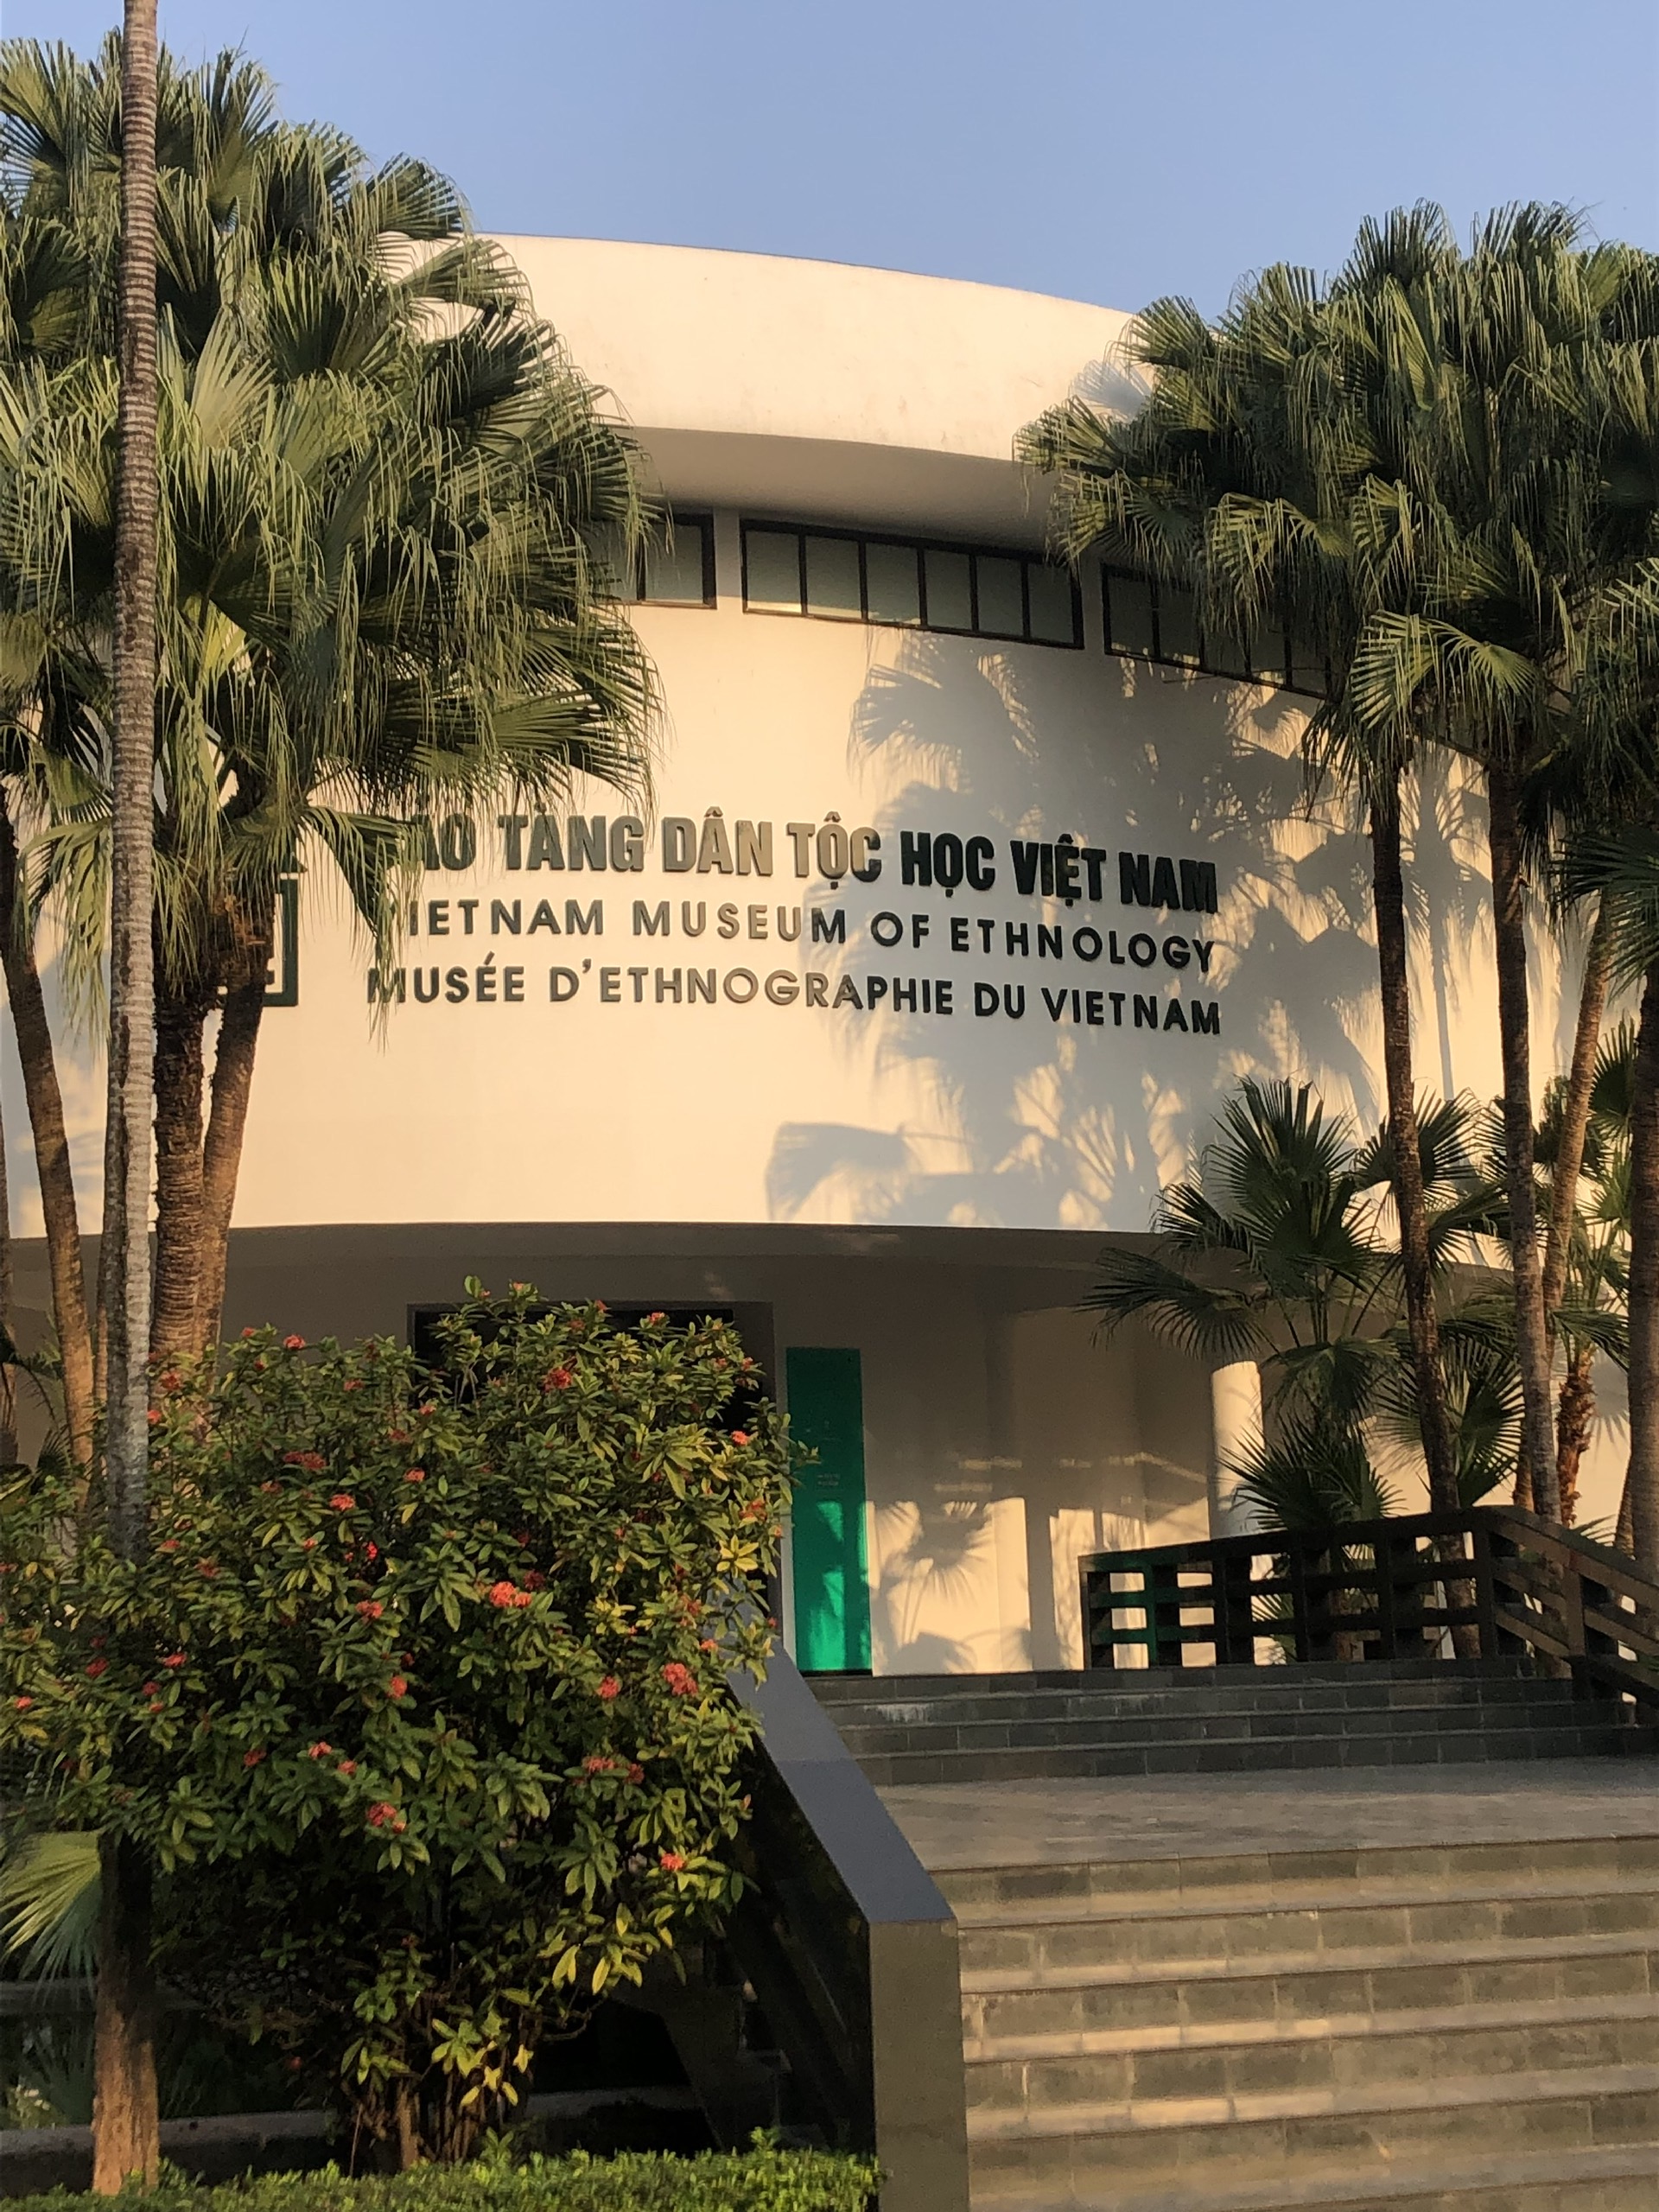 TÀNG DÂN TỘC HỌC VIỆT NAM
MUSEUM OF ETHNOLOGY
MUSÉE D'ETHNOGRAPHIE DU VIETNAM